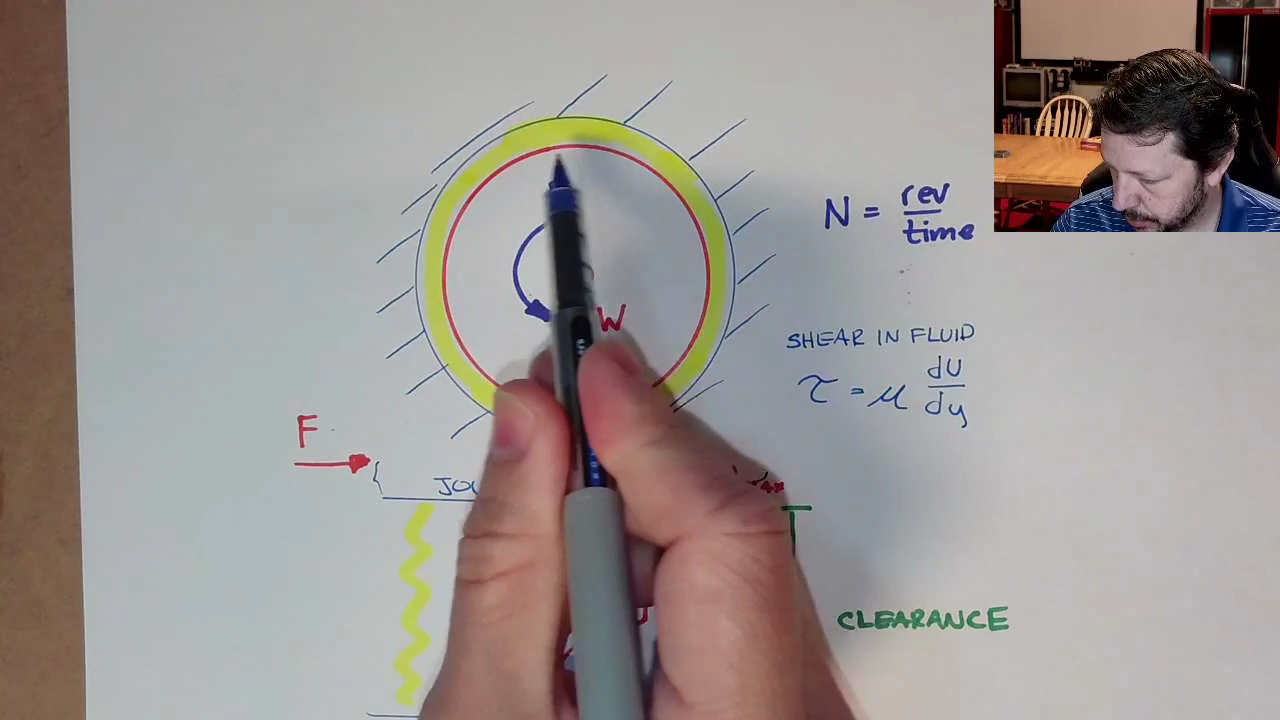 N = rev
time
W
SHEAR IN FLUID
τ = μ dU
dy
F
CLEARANCE